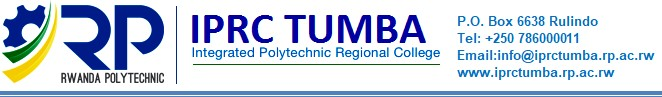 RP
RWANDA POLYTECHNIC
IPRC TUMBA
Integrated Polytechnic Regional College
P.O. Box 6638 Rulindo
Tel: +250 786000011
Email:info@iprctumba.rp.ac.rw
www.iprctumba.rp.ac.rw